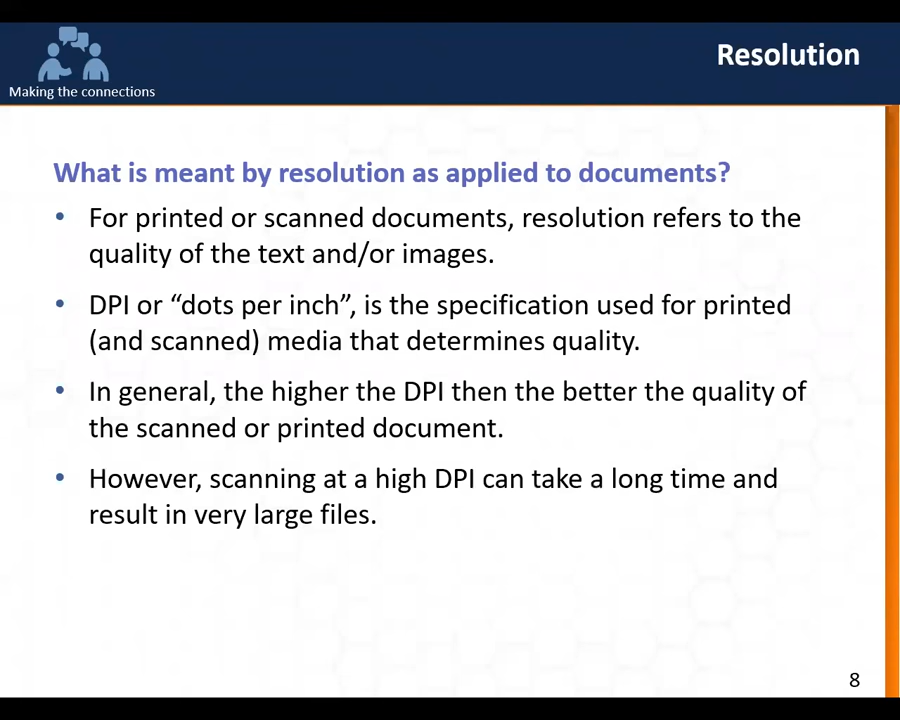 Resolution
Making the connections
What is meant by resolution as applied to documents?
• For printed or scanned documents, resolution refers to the
quality of the text and/or images.
• DPI or “dots per inch”, is the specification used for printed
(and scanned) media that determines quality.
• In general, the higher the DPI then the better the quality of
the scanned or printed document.
• However, scanning at a high DPI can take a long time and
result in very large files.
8